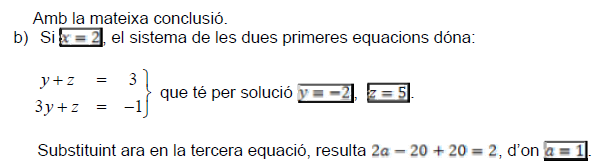 Amb la mateixa conclusió.
b) Si x = 2, el sistema de les dues primeres equacions dóna:
y + z = 3
3y + z = −1} que té per solució y = −2, z = 5.
Substituint ara en la tercera equació, resulta 2a − 20 + 20 = 2, d'on a = 1.